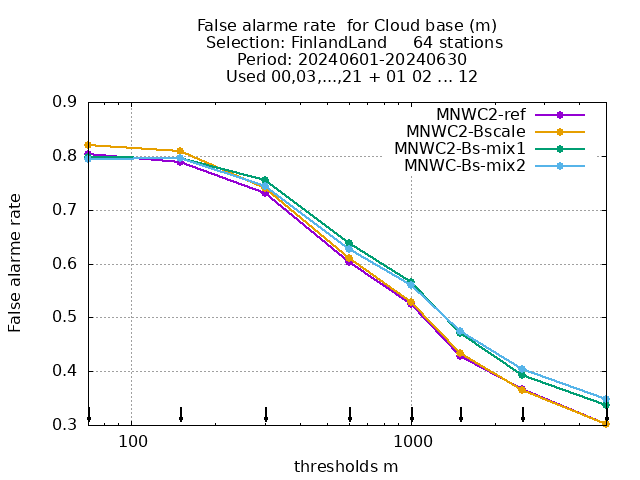 False alarme rate  for Cloud base (m)
Selection: FinlandLand     64 stations
Period: 20240601-20240630
Used 00,03,...,21 + 01 02 ... 12
MNWC2-ref
MNWC2-Bscale
MNWC2-Bs-mix1
MNWC-Bs-mix2
False alarme rate
0.9
0.8
0.7
0.6
0.5
0.4
0.3
100
1000
thresholds m